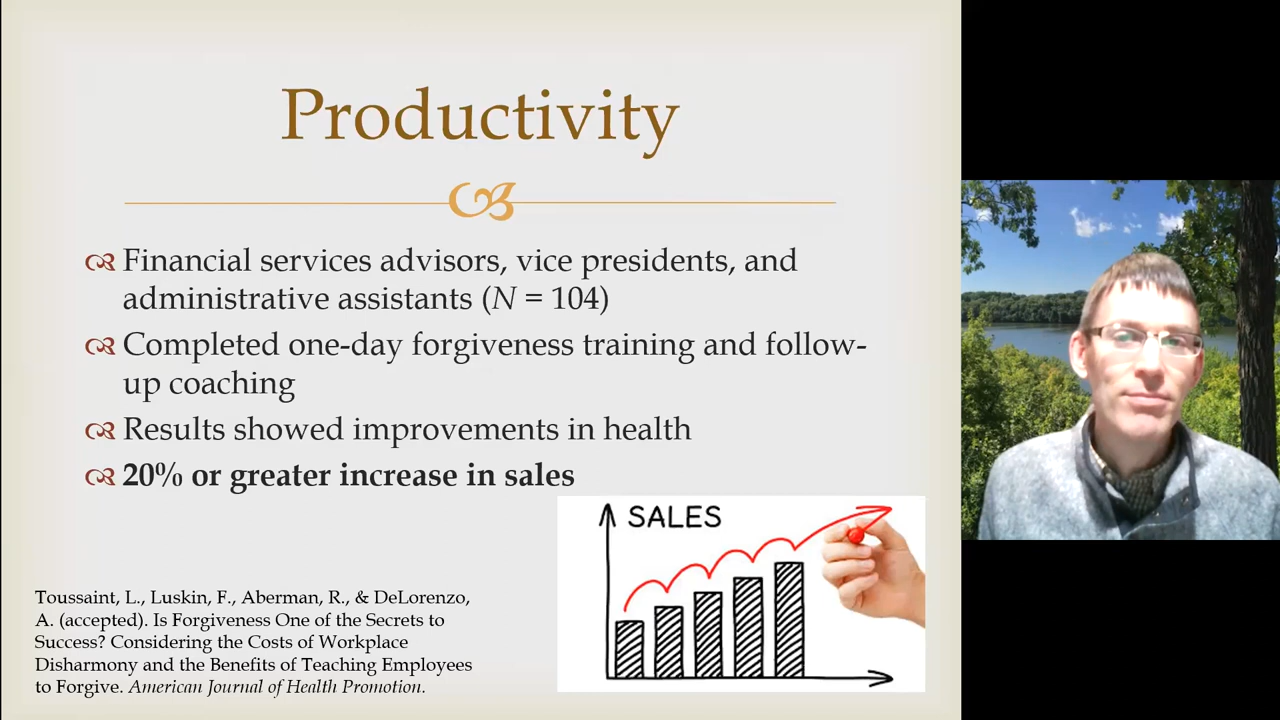 Productivity
Financial services advisors, vice presidents, and
administrative assistants (N = 104)
Completed one-day forgiveness training and follow-
up coaching
Results showed improvements in health
20% or greater increase in sales
SALES
Toussaint, L., Luskin, F., Aberman, R., & DeLorenzo,
A. (accepted). Is Forgiveness One of the Secrets to
Success? Considering the Costs of Workplace
Disharmony and the Benefits of Teaching Employees
to Forgive. American Journal of Health Promotion.